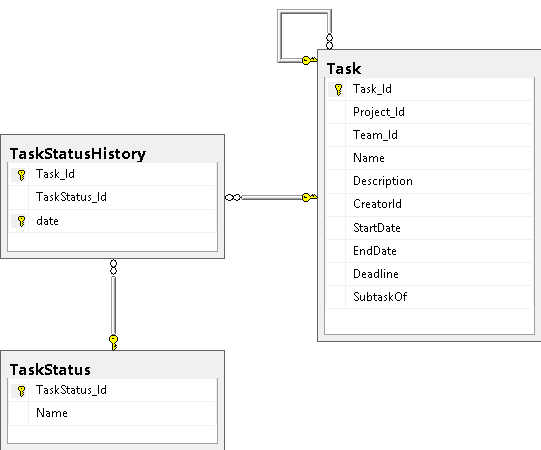 Task
Task_Id
Project_Id
Team_Id
Name
Description
CreatorId
StartDate
EndDate
Deadline
SubtaskOf
TaskStatusHistory
Task_Id
TaskStatus_Id
date
TaskStatus
TaskStatus_Id
Name